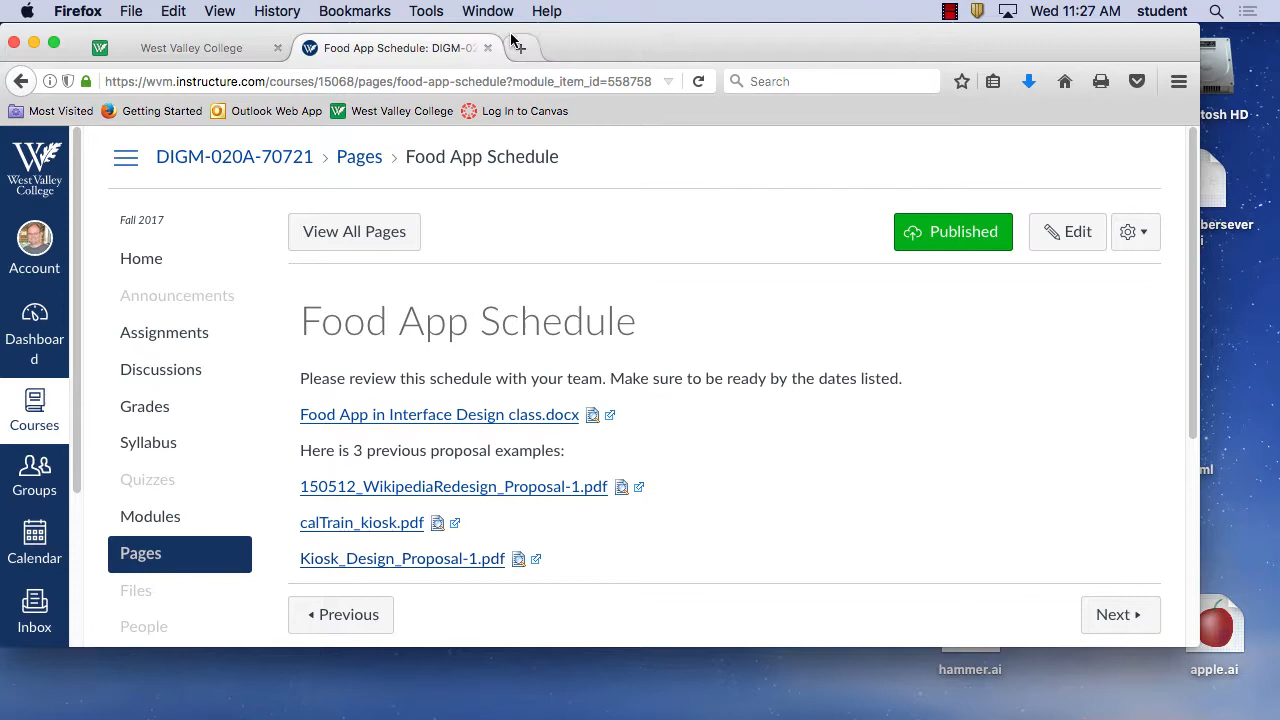 Firefox File Edit View History Bookmarks Tools Window Help Wed 11:27 AM student
West Valley College Food App Schedule: DIGM-02
https://wvm.instructure.com/courses/15068/pages/food-app-schedule?module_item_id=558758 Search
Most Visited Getting Started Outlook Web App West Valley College Log In to Canvas
tosh HD
West Valley
College
DIGM-020A-70721 › Pages › Food App Schedule
Account
Dashboar
d
Courses
Groups
Calendar
Inbox
Fall 2017
Home
Announcements
Assignments
Discussions
Grades
Syllabus
Quizzes
Modules
Pages
Files
People
View All Pages Published Edit
Food App Schedule
Please review this schedule with your team. Make sure to be ready by the dates listed.
Food App in Interface Design class.docx
Here is 3 previous proposal examples:
150512_WikipediaRedesign_Proposal-1.pdf
calTrain_kiosk.pdf
Kiosk_Design_Proposal-1.pdf
Previous Next
bersever
i
ml
hammer.ai
apple.ai